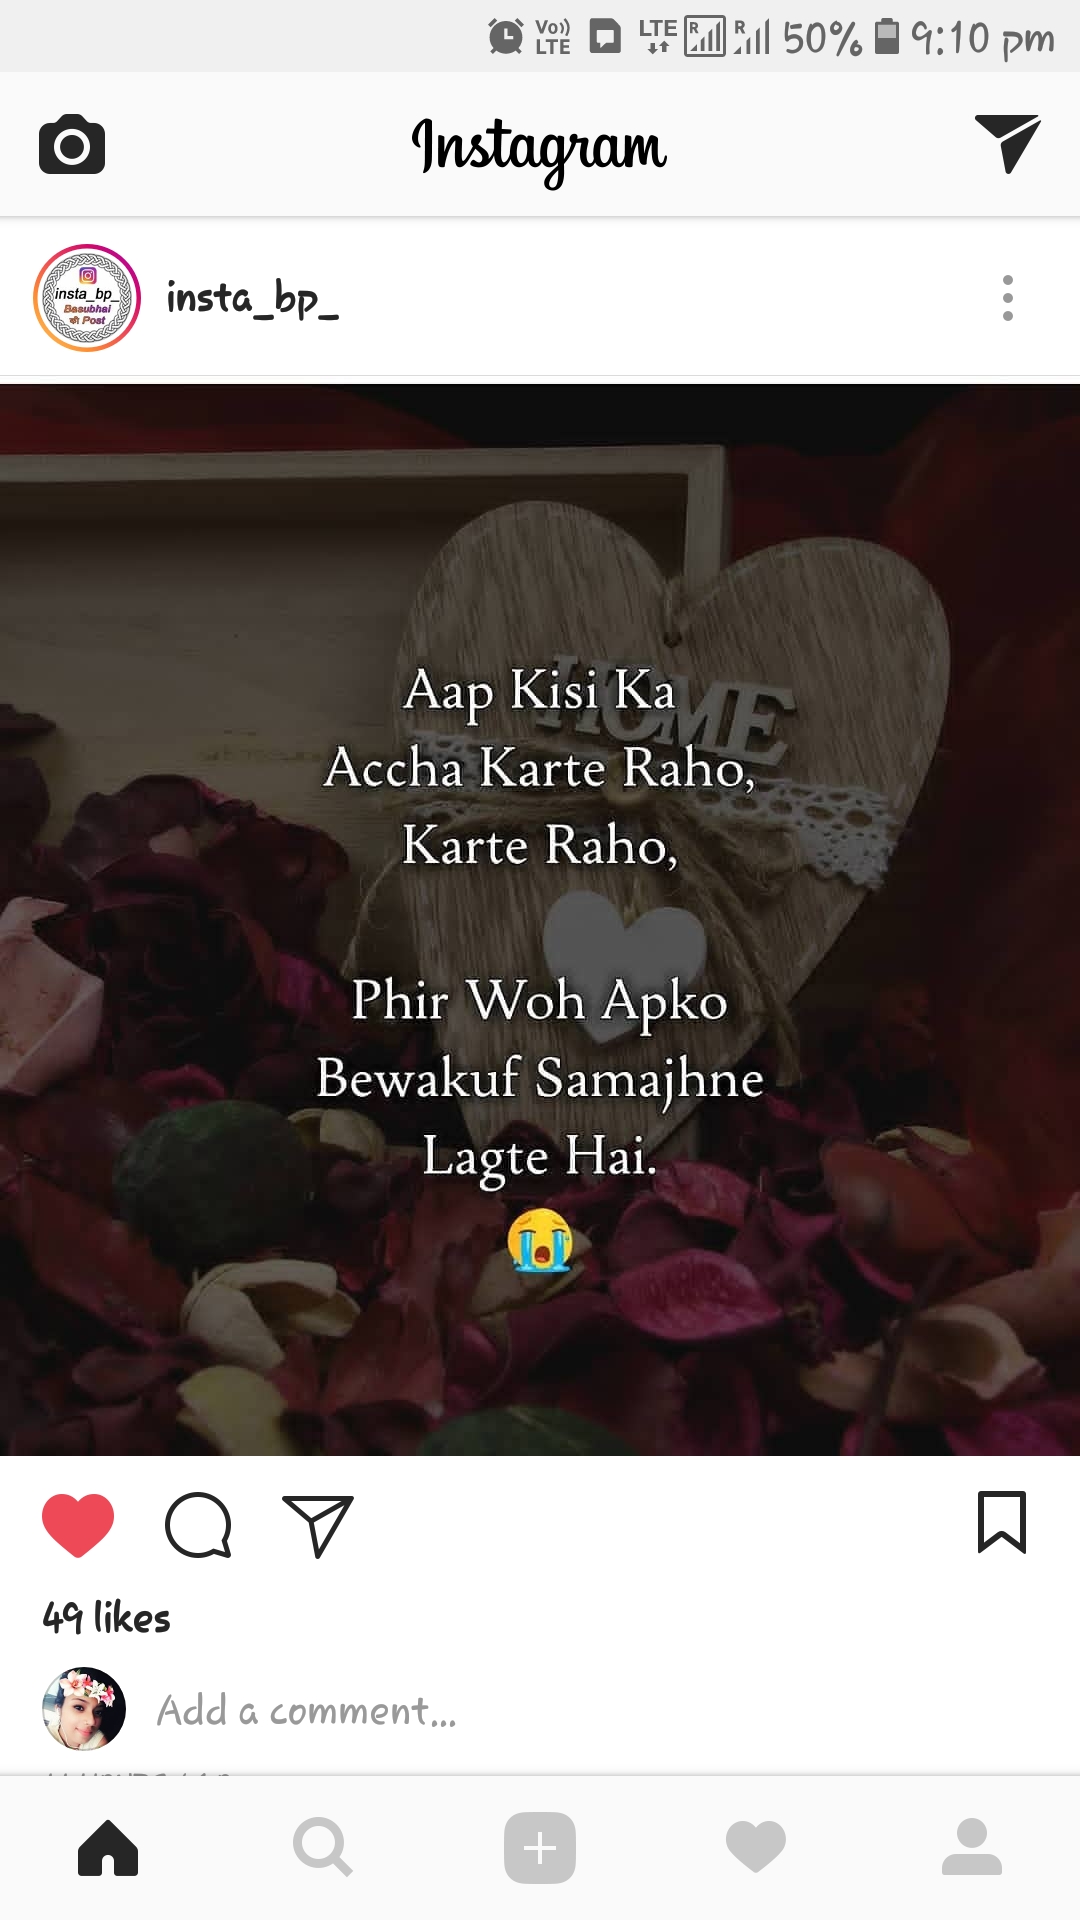 Vo)) LTE LTE R R 50% 9:10 pm
Instagram
insta_bp_
Basubhai
की Post
insta_bp_
HOME
Aap Kisi Ka
Accha Karte Raho,
Karte Raho,
Phir Woh Apko
Bewakuf Samajhne
Lagte Hai.
😭
49 likes
Add a comment...